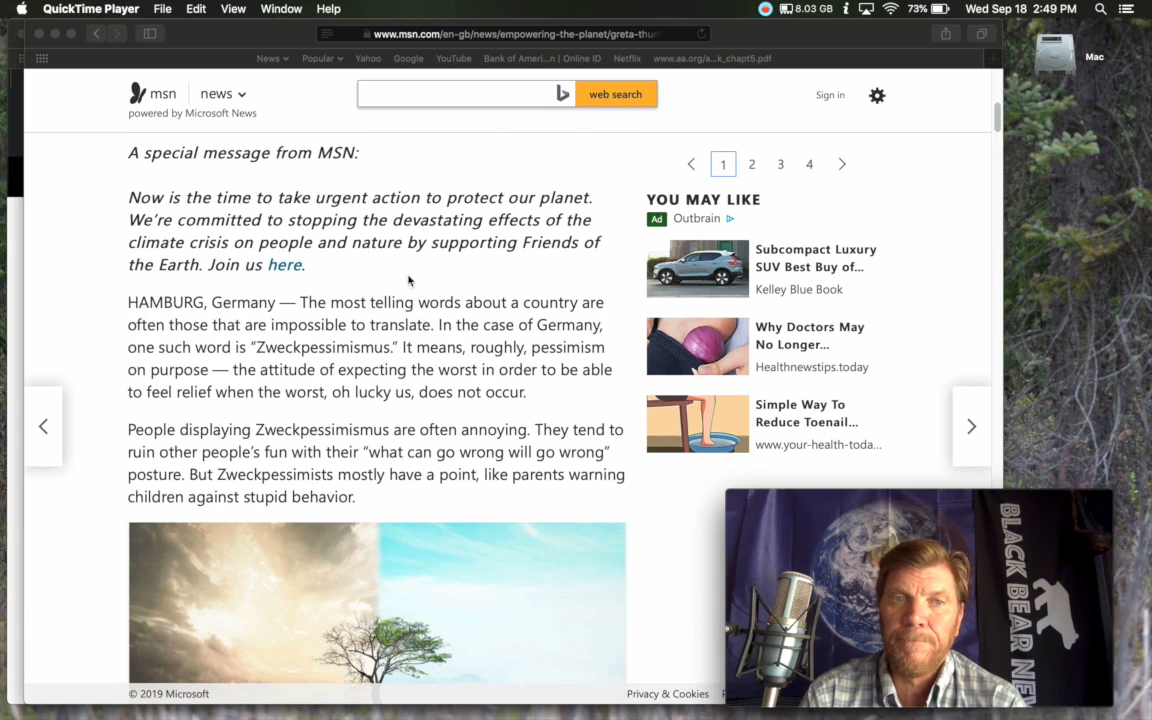 QuickTime Player File Edit View Window Help
8.03 GB 73% Wed Sep 18 2:49 PM
www.msn.com/en-gb/news/empowering-the-planet/greta-thun
News Popular Yahoo Google YouTube Bank of Ameri...n | Online ID Netflix www.aa.org/a...k_chapt5.pdf
Mac
msn news
powered by Microsoft News
web search
Sign in
A special message from MSN:
Now is the time to take urgent action to protect our planet.
We're committed to stopping the devastating effects of the
climate crisis on people and nature by supporting Friends of
the Earth. Join us here.
HAMBURG, Germany — The most telling words about a country are
often those that are impossible to translate. In the case of Germany,
one such word is "Zweckpessimismus." It means, roughly, pessimism
on purpose — the attitude of expecting the worst in order to be able
to feel relief when the worst, oh lucky us, does not occur.
People displaying Zweckpessimismus are often annoying. They tend to
ruin other people's fun with their "what can go wrong will go wrong"
posture. But Zweckpessimists mostly have a point, like parents warning
children against stupid behavior.
1 2 3 4
YOU MAY LIKE
Ad Outbrain
Subcompact Luxury
SUV Best Buy of...
Kelley Blue Book
Why Doctors May
No Longer...
Healthnewstips.today
Simple Way To
Reduce Toenail...
www.your-health-toda...
BLACK BEAR NEW
© 2019 Microsoft
Privacy & Cookies